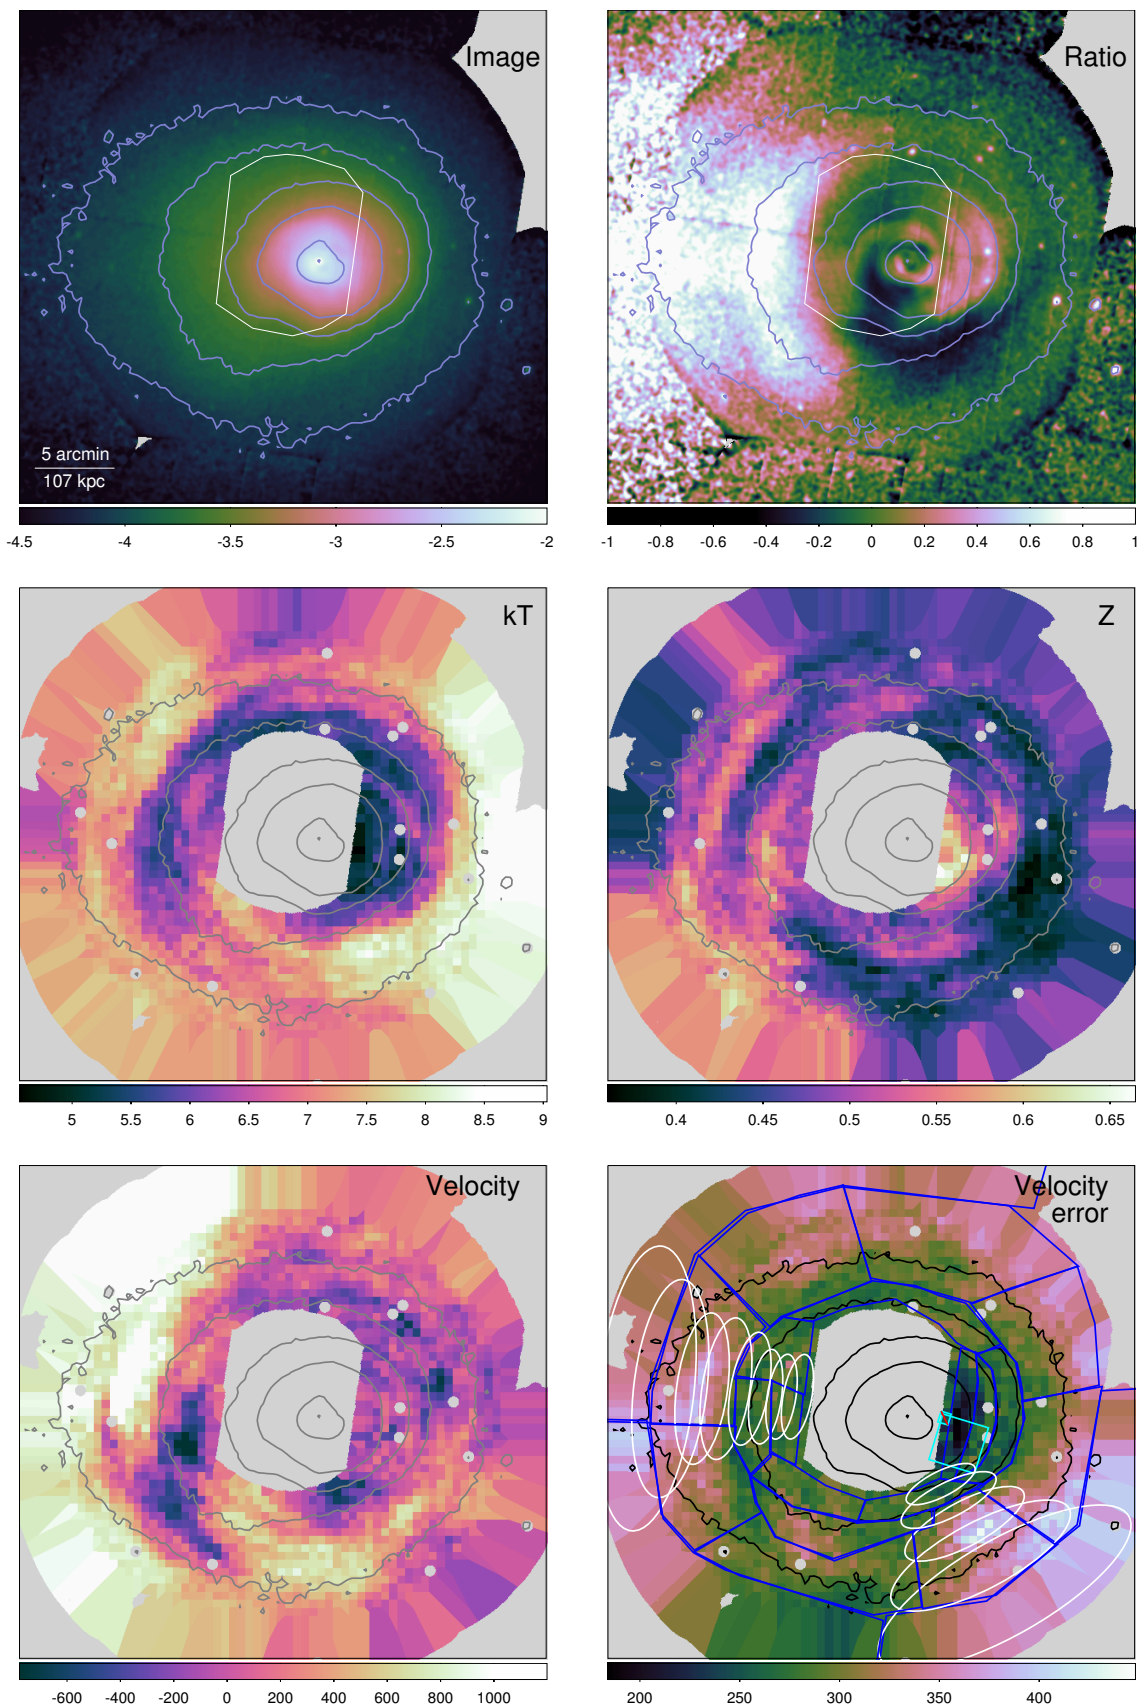 Image
5 arcmin
107 kpc
-4.5 -4 -3.5 -3 -2.5 -2
Ratio
-1 -0.8 -0.6 -0.4 -0.2 0 0.2 0.4 0.6 0.8 1
kT
5 5.5 6 6.5 7 7.5 8 8.5 9
Z
0.4 0.45 0.5 0.55 0.6 0.65
Velocity
-600 -400 -200 0 200 400 600 800 1000
Velocity
error
200 250 300 350 400